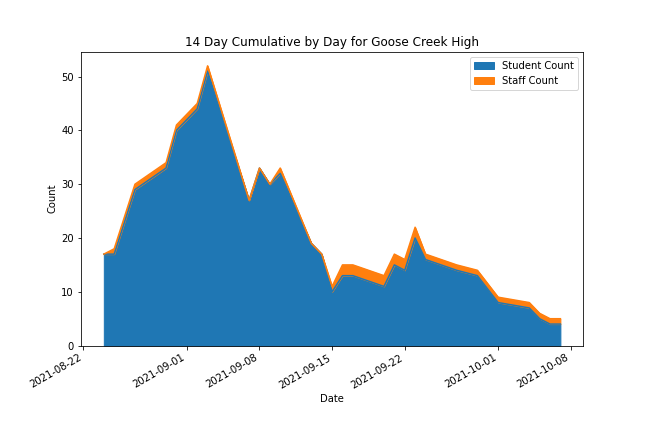 14 Day Cumulative by Day for Goose Creek High
Student Count
Staff Count
Count
50
40
30
20
10
0
2021-08-22
2021-09-01
2021-09-08
2021-09-15
2021-09-22
2021-10-01
2021-10-08
Date